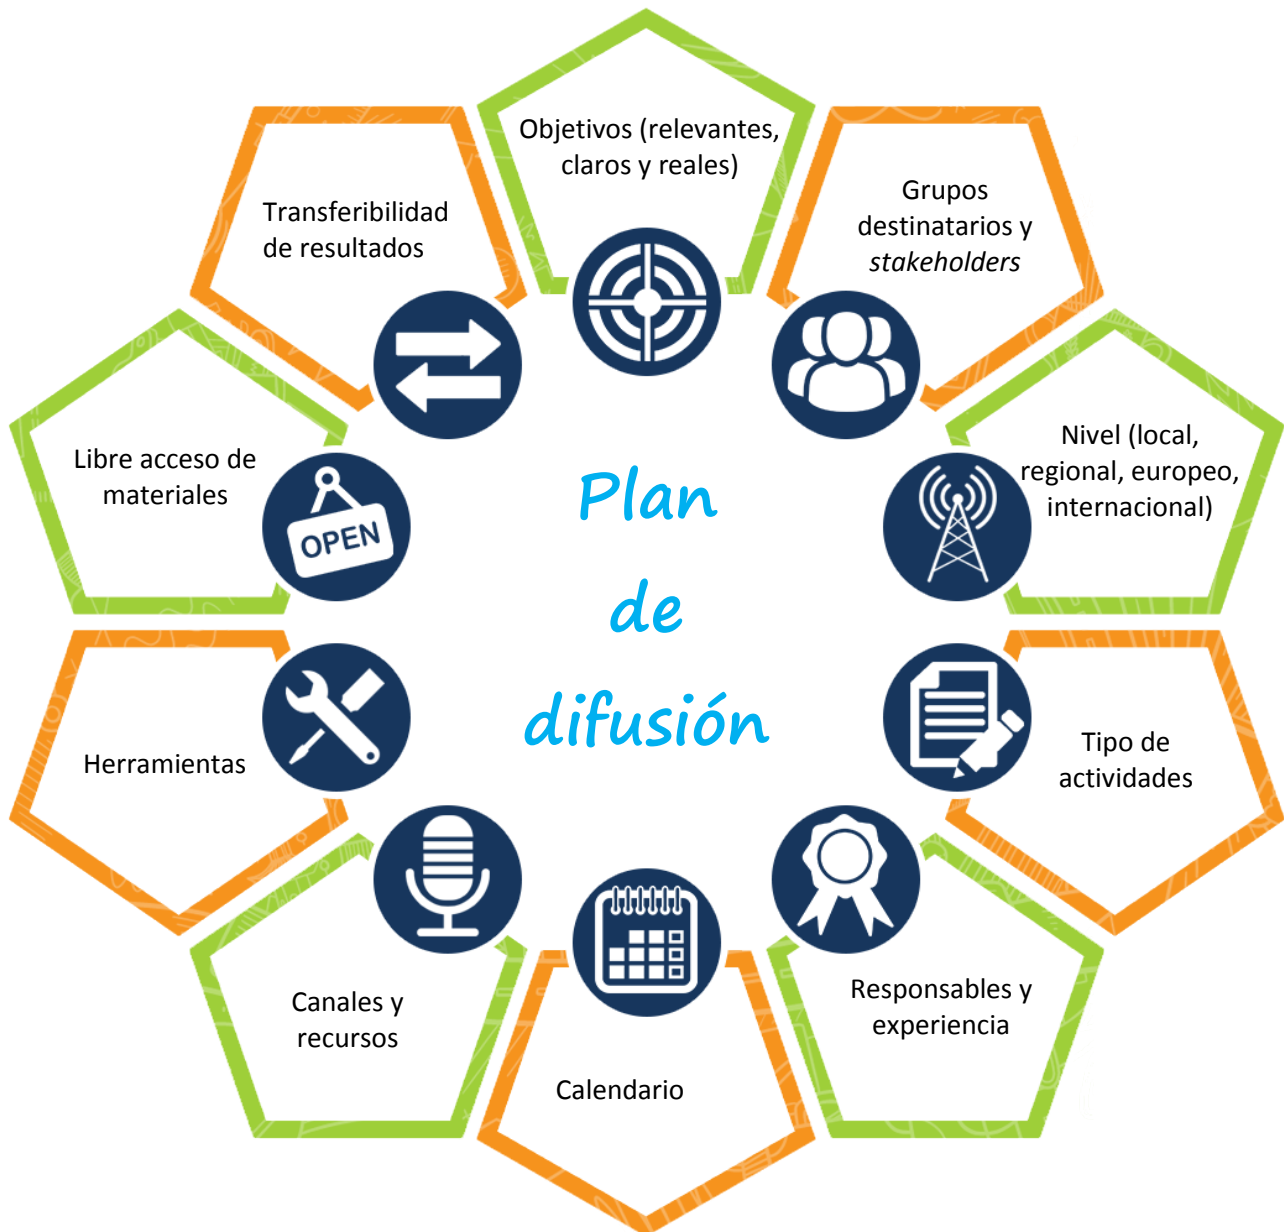 Objetivos (relevantes,
claros y reales)
Grupos
destinatarios y
stakeholders
Nivel (local,
regional, europeo,
internacional)
Tipo de
actividades
Responsables y
experiencia
Calendario
Canales y
recursos
Herramientas
Libre acceso de
materiales
OPEN
Transferibilidad
de resultados
Plan
de
difusión